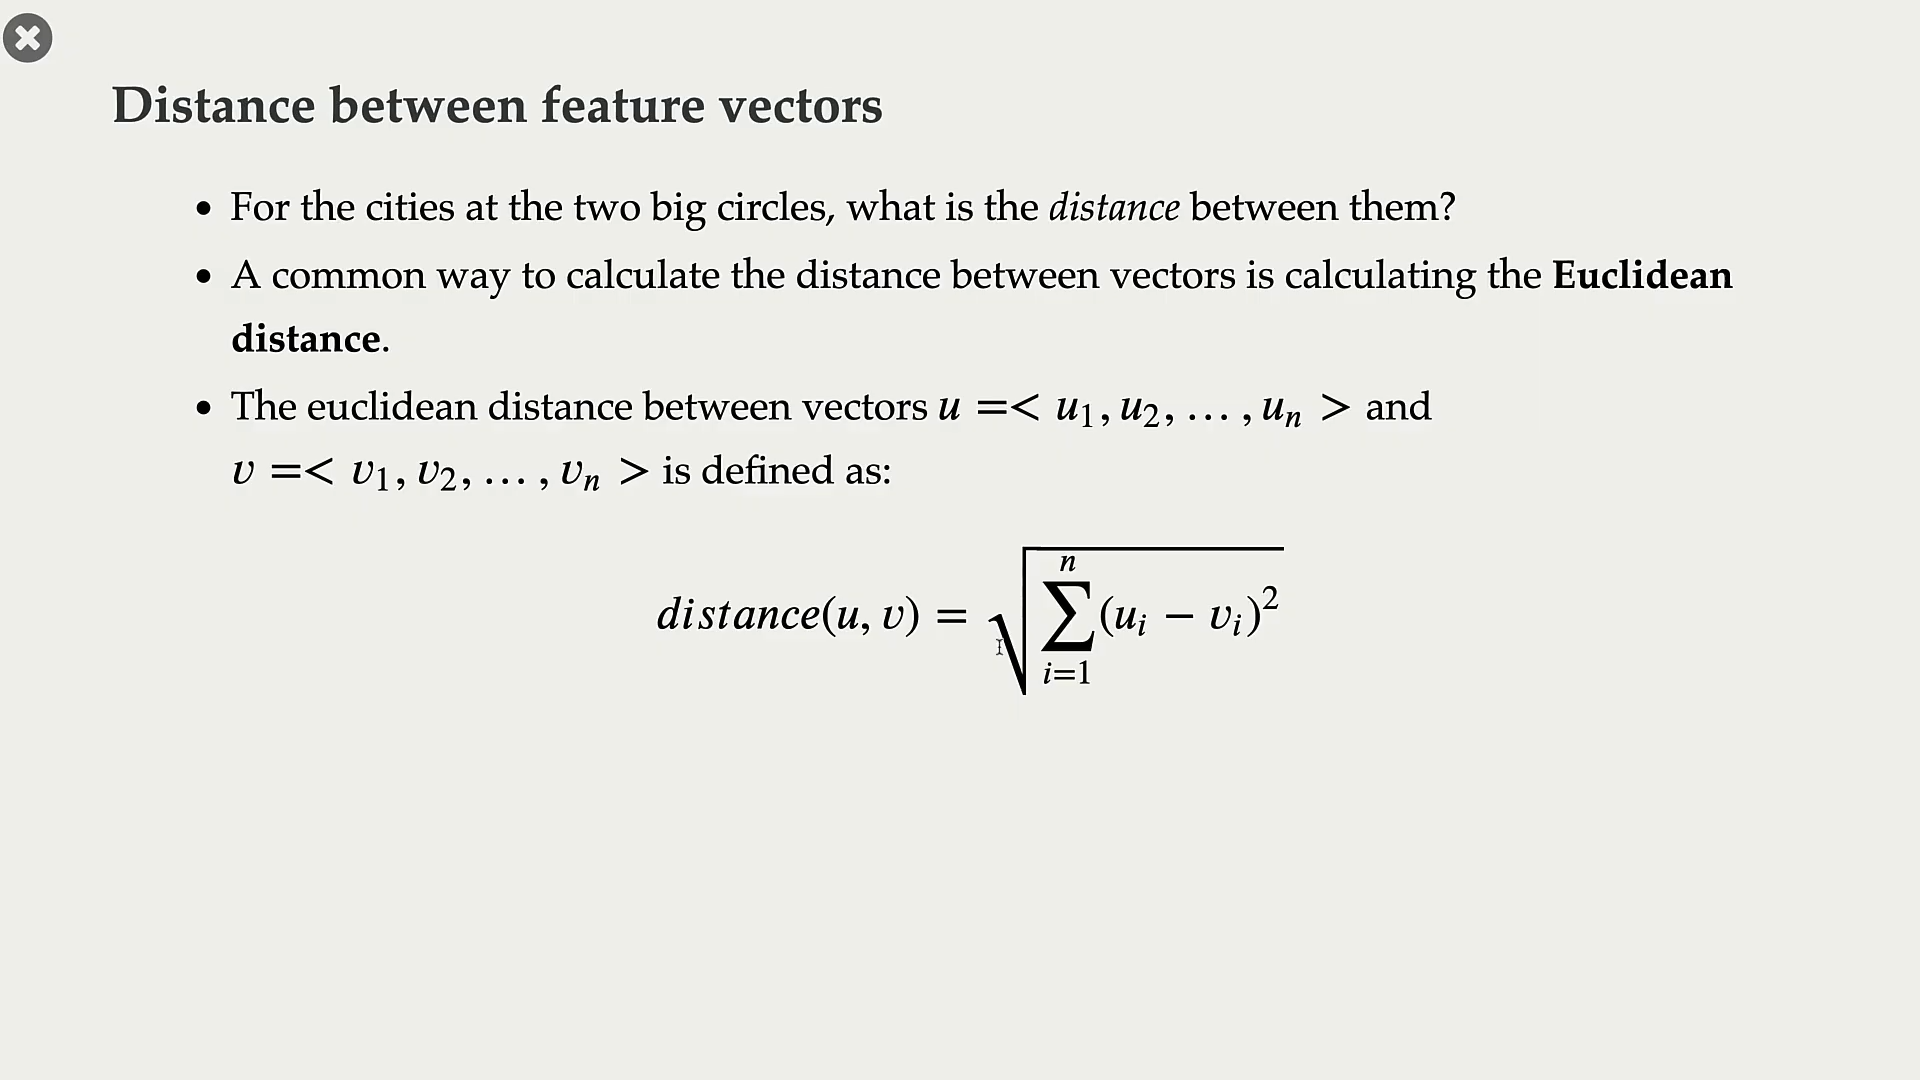 Distance between feature vectors
• For the cities at the two big circles, what is the distance between them?
• A common way to calculate the distance between vectors is calculating the Euclidean
distance.
• The euclidean distance between vectors u =< u₁, u₂, … , uₙ > and
v =< v₁, v₂, … , vₙ > is defined as:
distance(u, v) = √∑ⁿᵢ₌₁(uᵢ − vᵢ)²